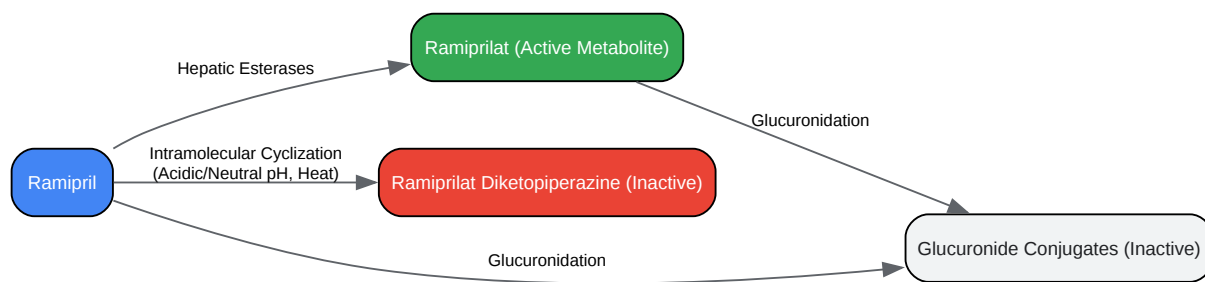 Ramiprilat (Active Metabolite)
Hepatic Esterases
Glucuronidation
Intramolecular Cyclization
(Acidic/Neutral pH, Heat)
Ramipril
Ramiprilat Diketopiperazine (Inactive)
Glucuronide Conjugates (Inactive)
Glucuronidation